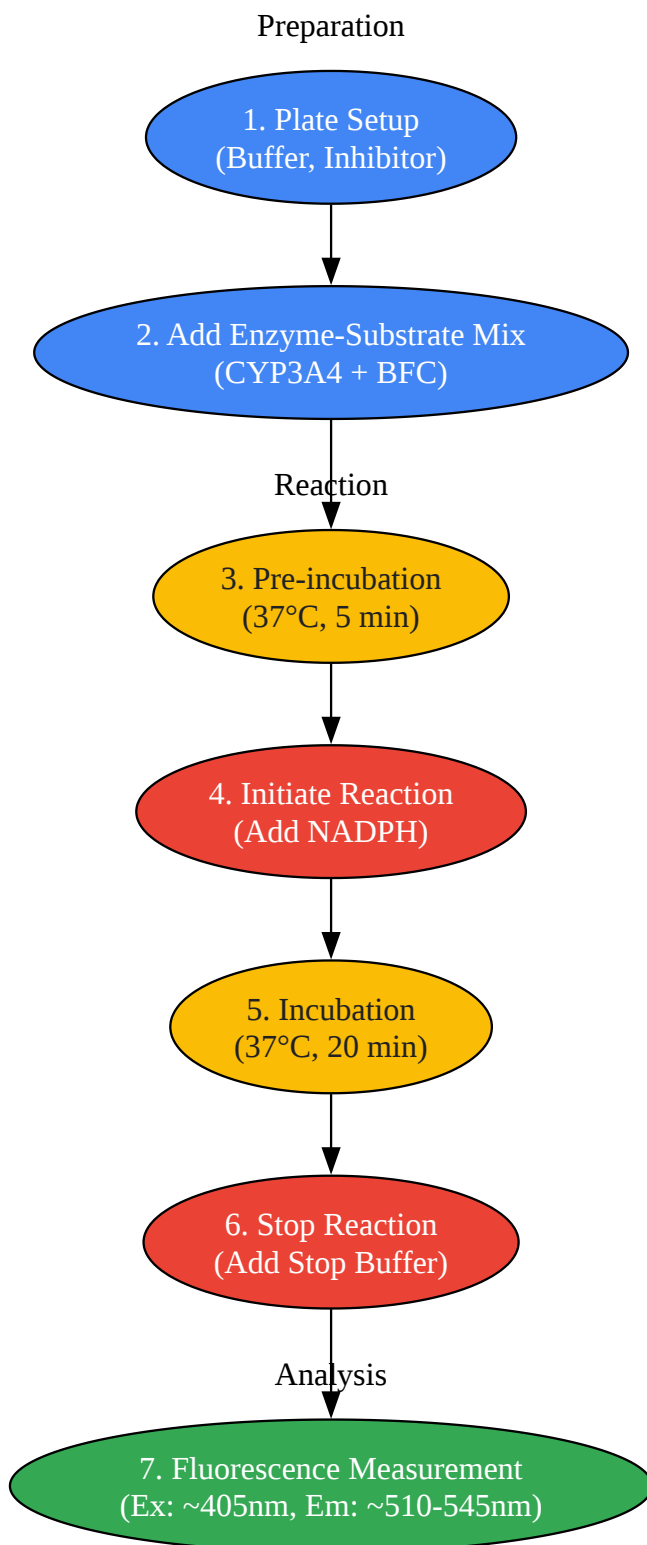 Preparation
1. Plate Setup
(Buffer, Inhibitor)
2. Add Enzyme-Substrate Mix
(CYP3A4 + BFC)
Reaction
3. Pre-incubation
(37°C, 5 min)
4. Initiate Reaction
(Add NADPH)
5. Incubation
(37°C, 20 min)
6. Stop Reaction
(Add Stop Buffer)
Analysis
7. Fluorescence Measurement
(Ex: ~405nm, Em: ~510-545nm)